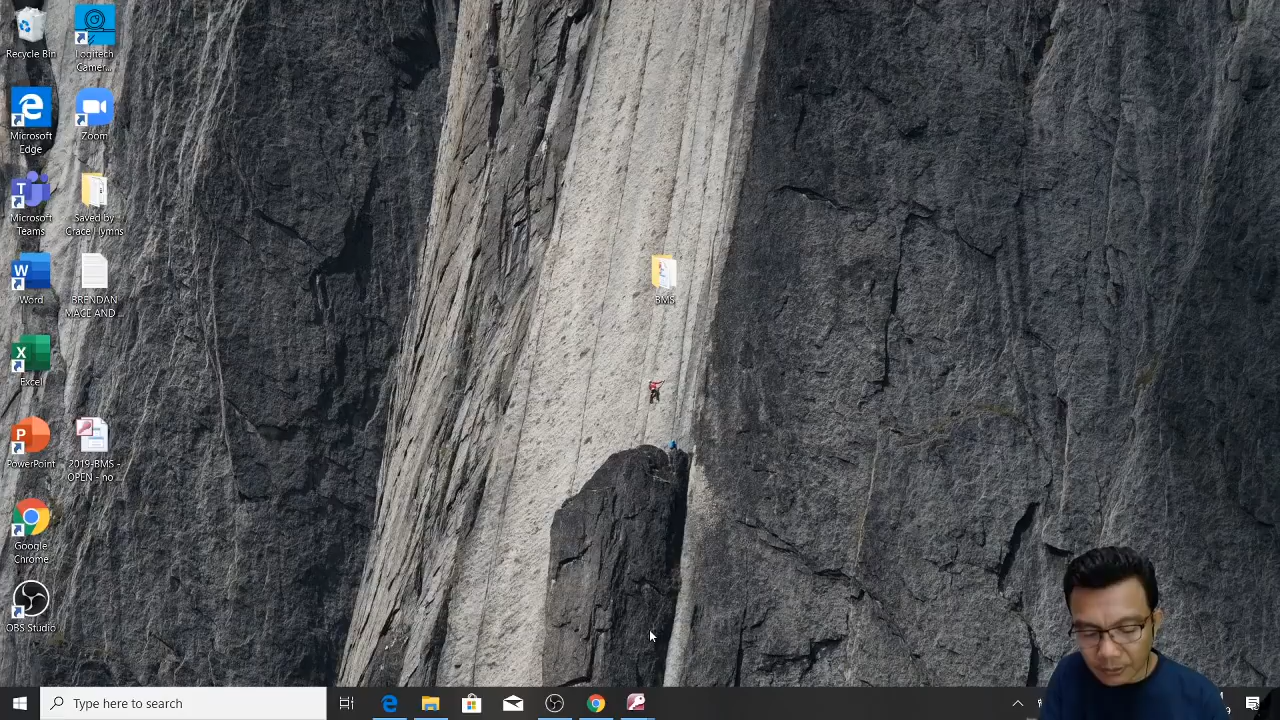 Recycle Bin
Logitech
Camer...
Microsoft
Edge
Zoom
Microsoft
Teams
Saved by
Grace Hymns
Word
BRENDAN
MACE AND ...
BMS
Excel
PowerPoint
2019-BMS -
OPEN - no
Google
Chrome
OBS Studio
Type here to search